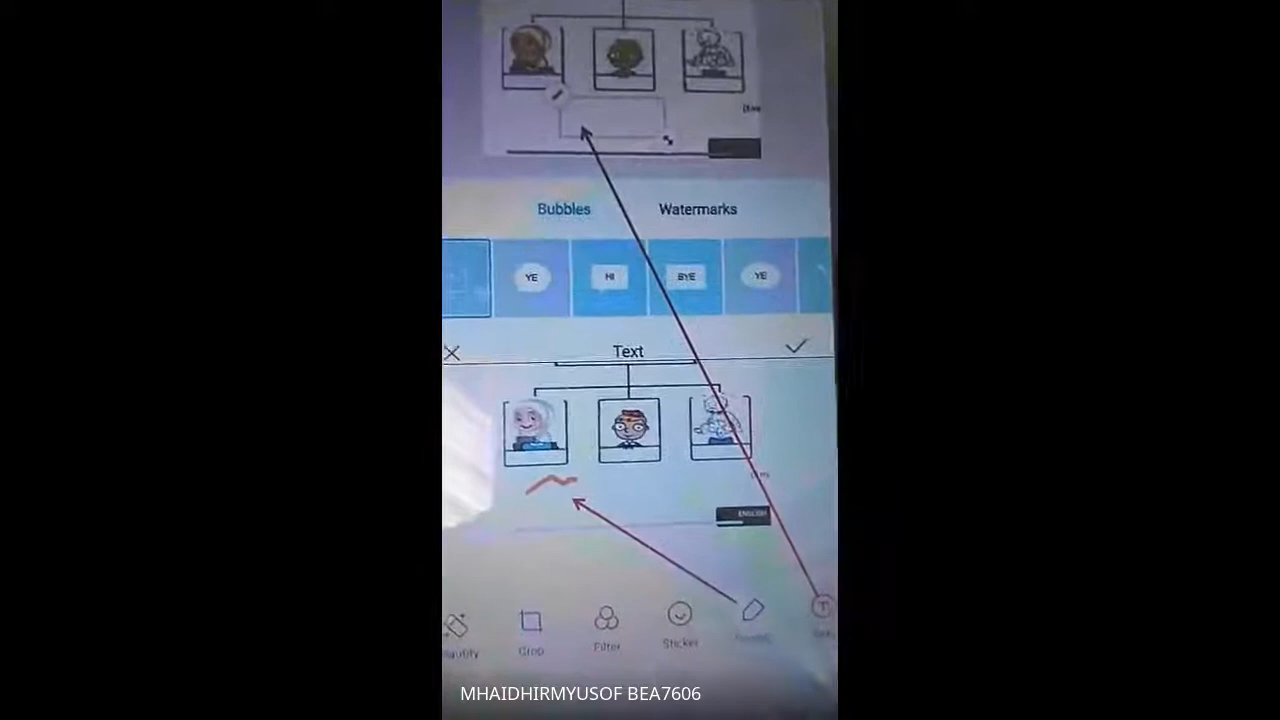 Bubbles
Watermarks
YE
HI
BYE
YE
Text
ENGLISH
Crop
Filter
Sticker
MHAIDHIRMYUSOF BEA7606